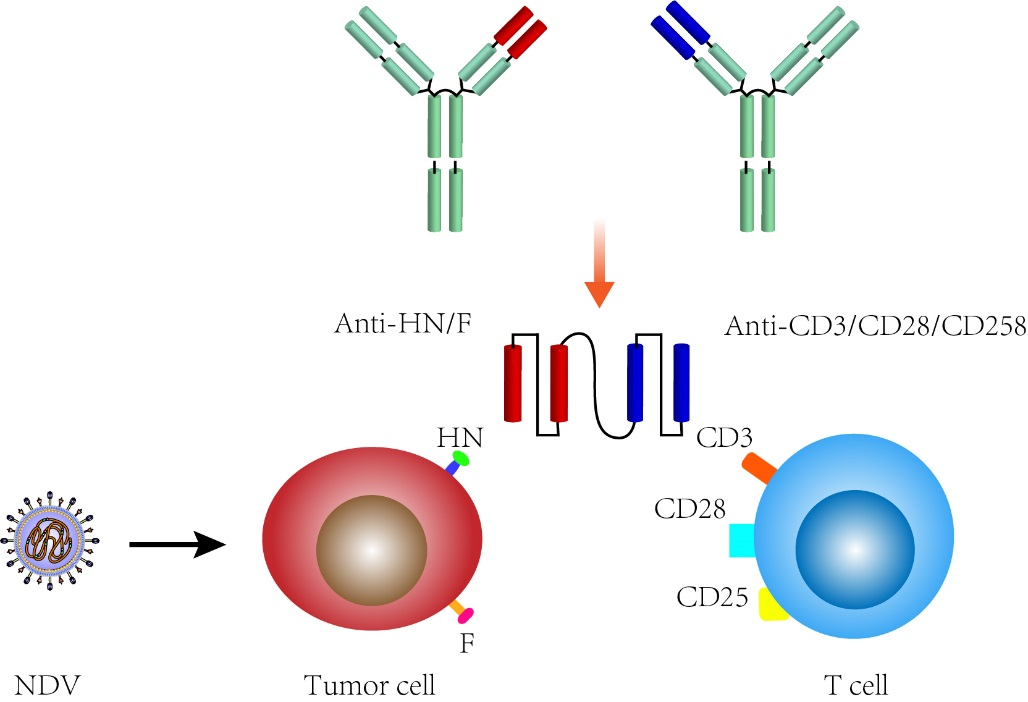 Anti-HN/F
Anti-CD3/CD28/CD258
HN
CD3
CD28
CD25
F
NDV
Tumor cell
T cell